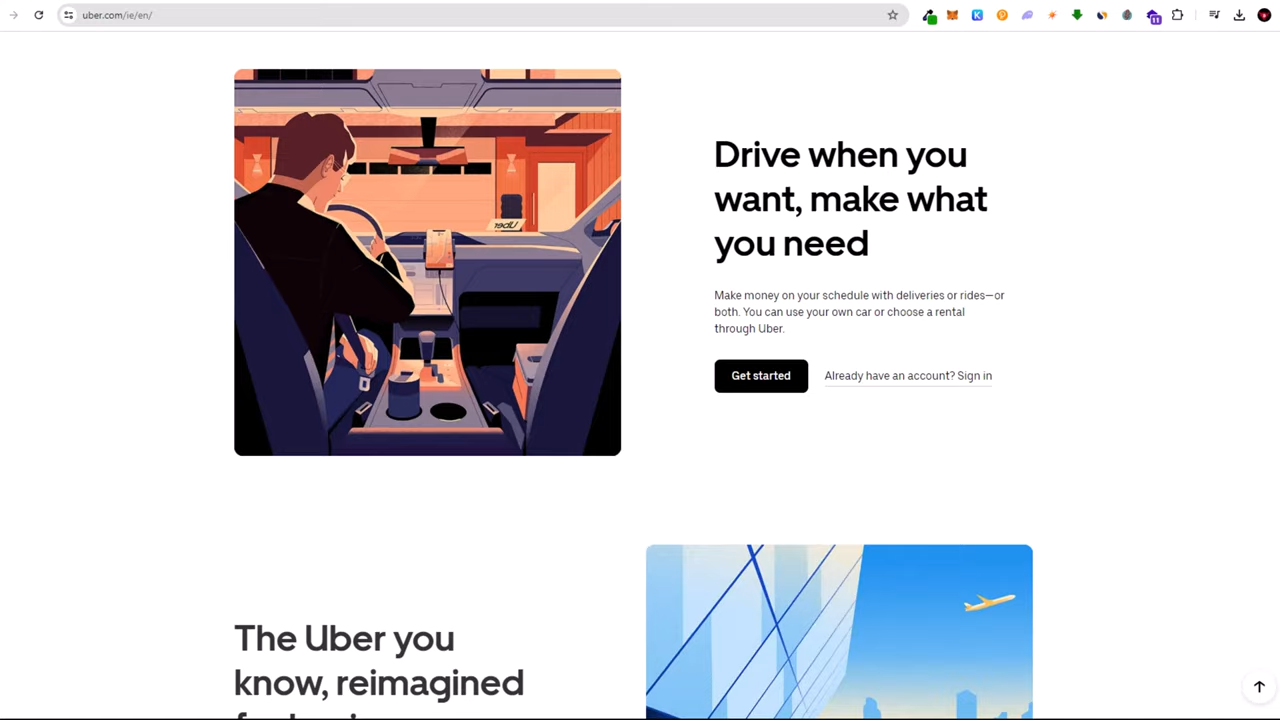 uber.com/ie/en/
Drive when you
want, make what
you need
Make money on your schedule with deliveries or rides—or
both. You can use your own car or choose a rental
through Uber.
Get started
Already have an account? Sign in
Uber
The Uber you
know, reimagined